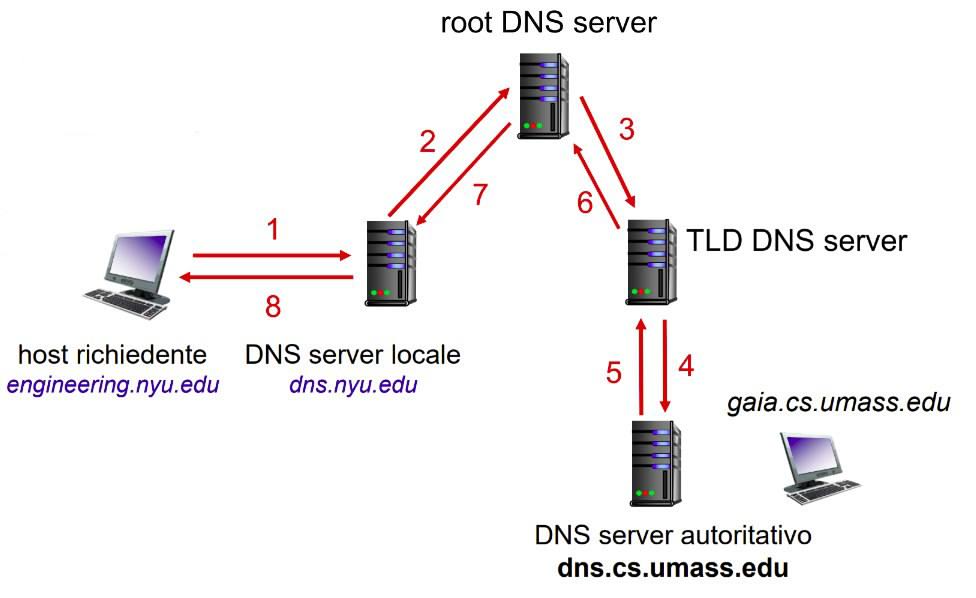 root DNS server
2
3
7
6
1
TLD DNS server
8
host richiedente
engineering.nyu.edu
DNS server locale
dns.nyu.edu
5
4
gaia.cs.umass.edu
DNS server autoritativo
dns.cs.umass.edu